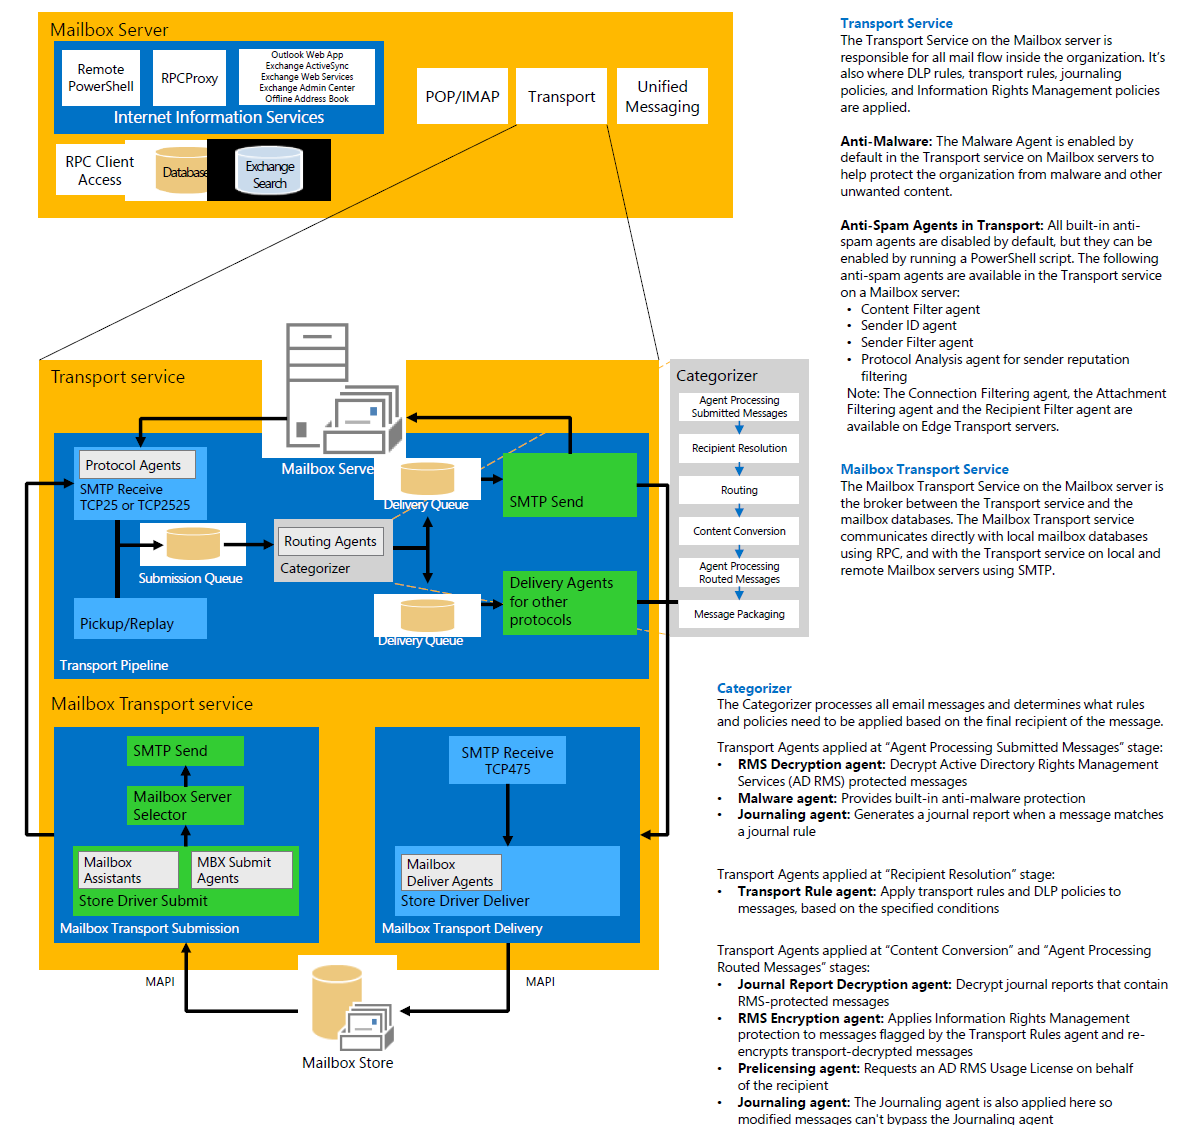 Mailbox Server
Remote
PowerShell
RPCProxy
Outlook Web App
Exchange ActiveSync
Exchange Web Services
Exchange Admin Center
Offline Address Book
Internet Information Services
POP/IMAP
Transport
Unified
Messaging
RPC Client
Access
Database
Exchange
Search
Transport service
Mailbox Serve
Protocol Agents
SMTP Receive
TCP25 or TCP2525
Delivery Queue
SMTP Send
Submission Queue
Routing Agents
Categorizer
Delivery Agents
for other
protocols
Pickup/Replay
Delivery Queue
Transport Pipeline
Categorizer
Agent Processing
Submitted Messages
Recipient Resolution
Routing
Content Conversion
Agent Processing
Routed Messages
Message Packaging
Mailbox Transport service
SMTP Send
Mailbox Server
Selector
Mailbox
Assistants
MBX Submit
Agents
Store Driver Submit
Mailbox Transport Submission
SMTP Receive
TCP475
Mailbox
Deliver Agents
Store Driver Deliver
Mailbox Transport Delivery
MAPI
MAPI
Mailbox Store
Transport Service
The Transport Service on the Mailbox server is
responsible for all mail flow inside the organization. It’s
also where DLP rules, transport rules, journaling
policies, and Information Rights Management policies
are applied.
Anti-Malware: The Malware Agent is enabled by
default in the Transport service on Mailbox servers to
help protect the organization from malware and other
unwanted content.
Anti-Spam Agents in Transport: All built-in anti-
spam agents are disabled by default, but they can be
enabled by running a PowerShell script. The following
anti-spam agents are available in the Transport service
on a Mailbox server:
• Content Filter agent
• Sender ID agent
• Sender Filter agent
• Protocol Analysis agent for sender reputation
filtering
Note: The Connection Filtering agent, the Attachment
Filtering agent and the Recipient Filter agent are
available on Edge Transport servers.
Mailbox Transport Service
The Mailbox Transport Service on the Mailbox server is
the broker between the Transport service and the
mailbox databases. The Mailbox Transport service
communicates directly with local mailbox databases
using RPC, and with the Transport service on local and
remote Mailbox servers using SMTP.
Categorizer
The Categorizer processes all email messages and determines what rules
and policies need to be applied based on the final recipient of the message.
Transport Agents applied at “Agent Processing Submitted Messages” stage:
• RMS Decryption agent: Decrypt Active Directory Rights Management
Services (AD RMS) protected messages
• Malware agent: Provides built-in anti-malware protection
• Journaling agent: Generates a journal report when a message matches
a journal rule
Transport Agents applied at “Recipient Resolution” stage:
• Transport Rule agent: Apply transport rules and DLP policies to
messages, based on the specified conditions
Transport Agents applied at “Content Conversion” and “Agent Processing
Routed Messages” stages:
• Journal Report Decryption agent: Decrypt journal reports that contain
RMS-protected messages
• RMS Encryption agent: Applies Information Rights Management
protection to messages flagged by the Transport Rules agent and re-
encrypts transport-decrypted messages
• Prelicensing agent: Requests an AD RMS Usage License on behalf
of the recipient
• Journaling agent: The Journaling agent is also applied here so
modified messages can't bypass the Journaling agent